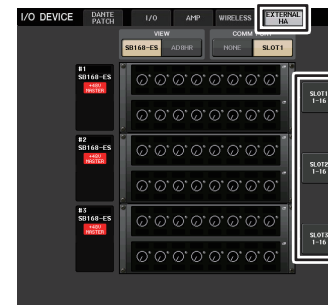 I/O DEVICE
DANTE PATCH
I/O
AMP
WIRELESS
EXTERNAL HA
VIEW
COMM PORT
SB168-ES
AD8HR
NONE
SLOT1
#1
SB168-ES
+48V MASTER
SLOT1
1-16
#2
SB168-ES
+48V MASTER
SLOT2
1-16
#3
SB168-ES
+48V MASTER
SLOT3
1-16